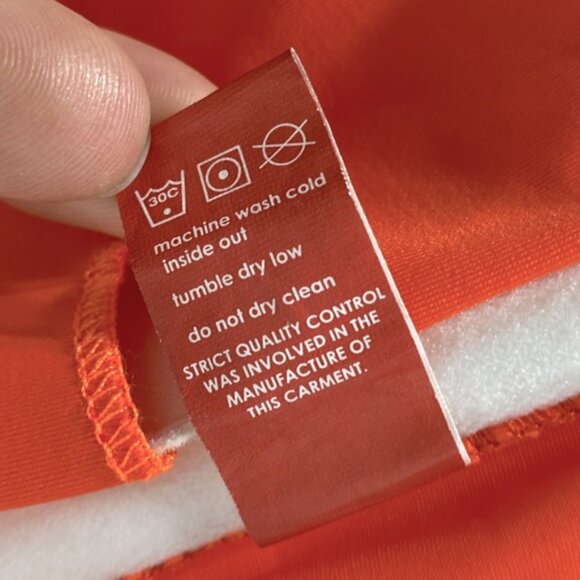 30C
machine wash cold
inside out
tumble dry low
do not dry clean
STRICT QUALITY CONTROL
WAS INVOLVED IN THE
MANUFACTURE OF
THIS CARMENT.